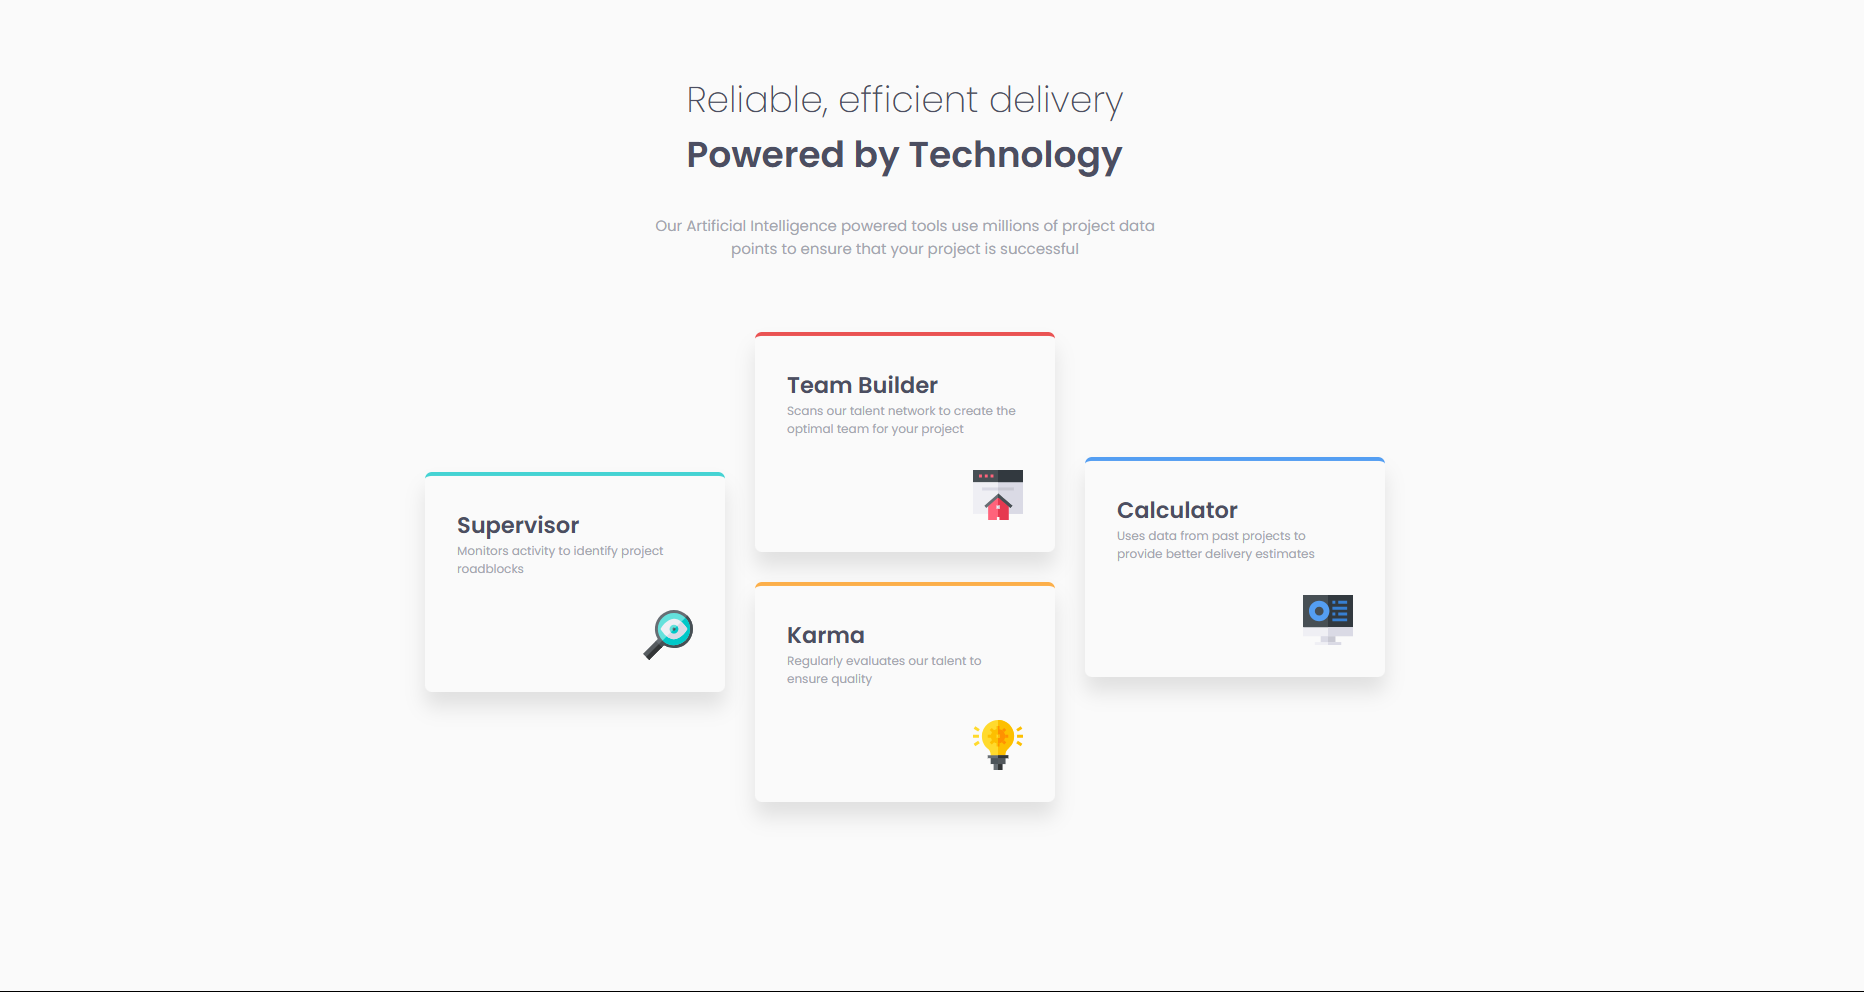 Reliable, efficient delivery
Powered by Technology
Our Artificial Intelligence powered tools use millions of project data
points to ensure that your project is successful
Supervisor
Monitors activity to identify project
roadblocks
Team Builder
Scans our talent network to create the
optimal team for your project
Karma
Regularly evaluates our talent to
ensure quality
Calculator
Uses data from past projects to
provide better delivery estimates